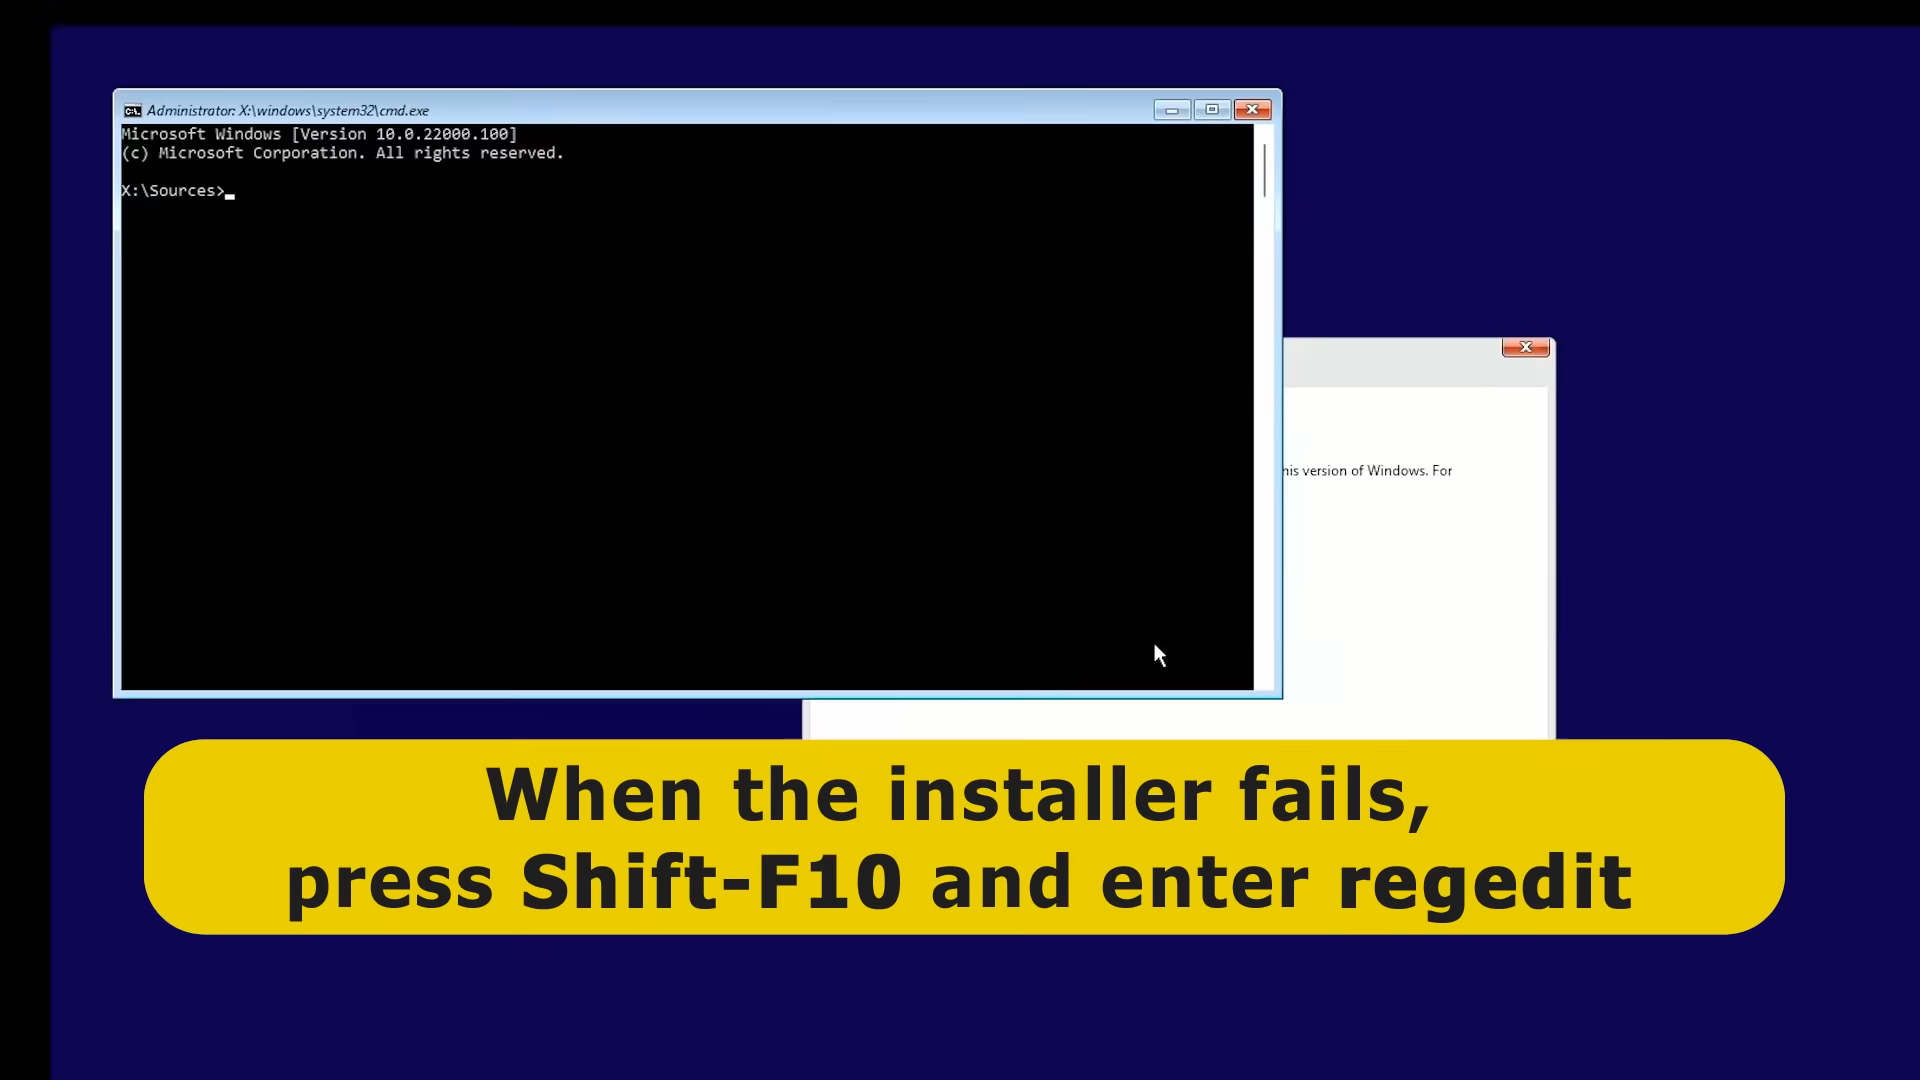 Administrator: X:\windows\system32\cmd.exe
Microsoft Windows [Version 10.0.22000.100]
(c) Microsoft Corporation. All rights reserved.
X:\Sources>
version of Windows. For
When the installer fails,
press Shift-F10 and enter regedit